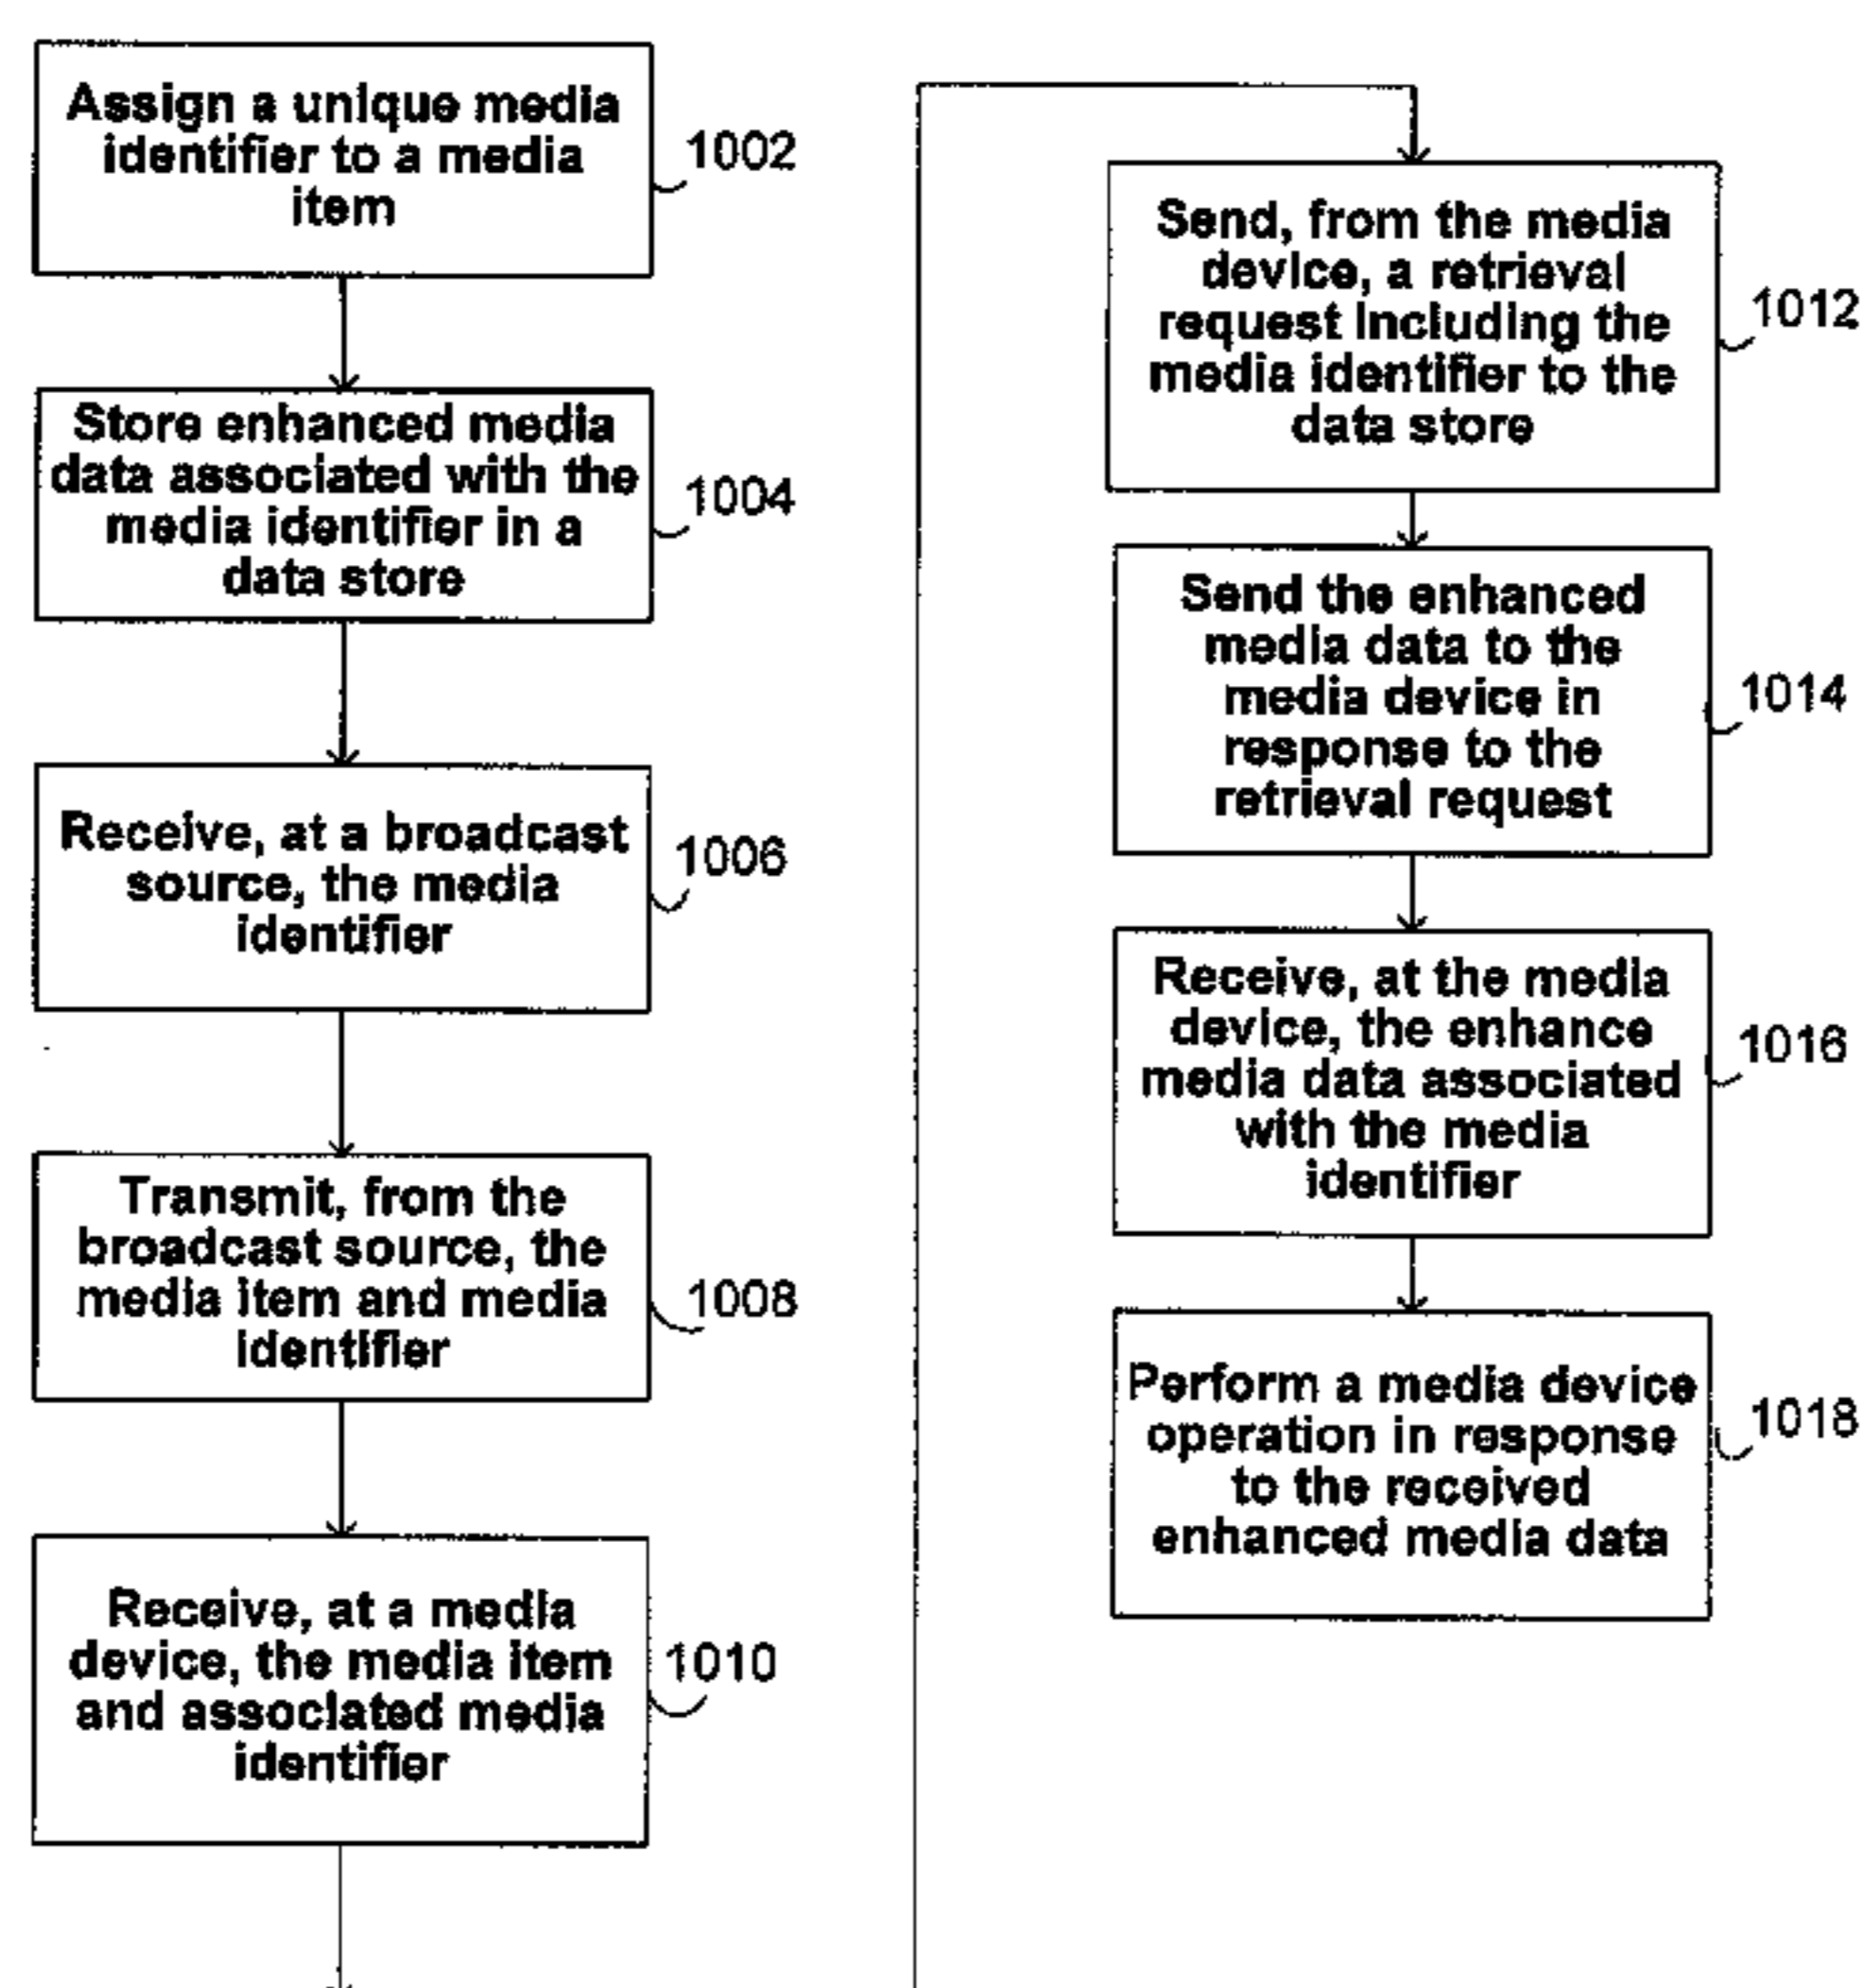 Assign a unique media
identifier to a media
item
1002
Store enhanced media
data associated with the
media identifier in a
data store
1004
Receive, at a broadcast
source, the media
identifier
1006
Transmit, from the
broadcast source, the
media item and media
identifier
1008
Receive, at a media
device, the media item
and associated media
identifier
1010
Send, from the media
device, a retrieval
request including the
media identifier to the
data store
1012
Send the enhanced
media data to the
media device in
response to the
retrieval request
1014
Receive, at the media
device, the enhance
media data associated
with the media
identifier
1016
Perform a media device
operation in response
to the received
enhanced media data
1018